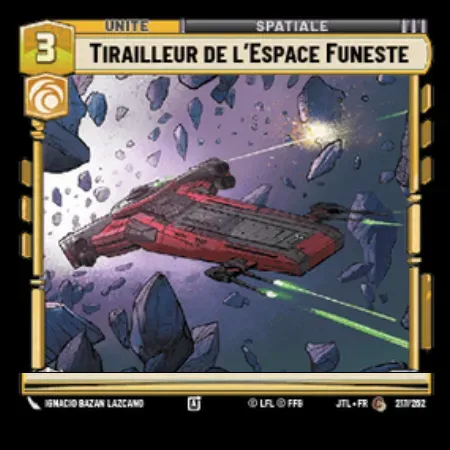 UNITÉ
SPATIALE
3
TIRAILLEUR DE L'ESPACE FUNESTE
IGNACIO BAZAN LAZCANO
© LFL © FFG
JTL • FR
217/262